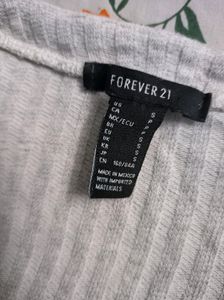 FOREVER 21
US S
CA P
MX/ECU P
BR P
EU S
UK S
KR S
JP S
CN 160/84A
MADE IN MEXICO
WITH IMPORTED
MATERIALS